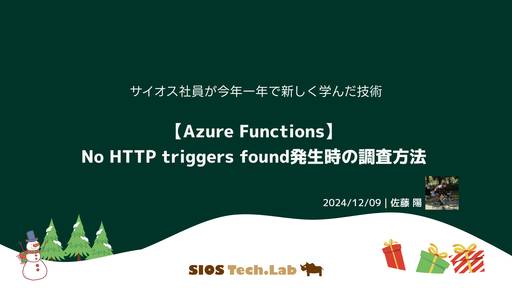 サイオス社員が今年一年で新しく学んだ技術
【Azure Functions】
No HTTP triggers found発生時の調査方法
2024/12/09 | 佐藤 陽
SIOS Tech.Lab